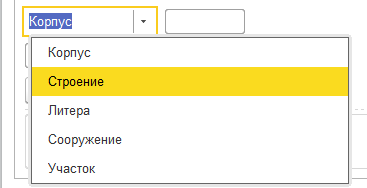 Корпус
Корпус
Строение
Литера
Сооружение
Участок